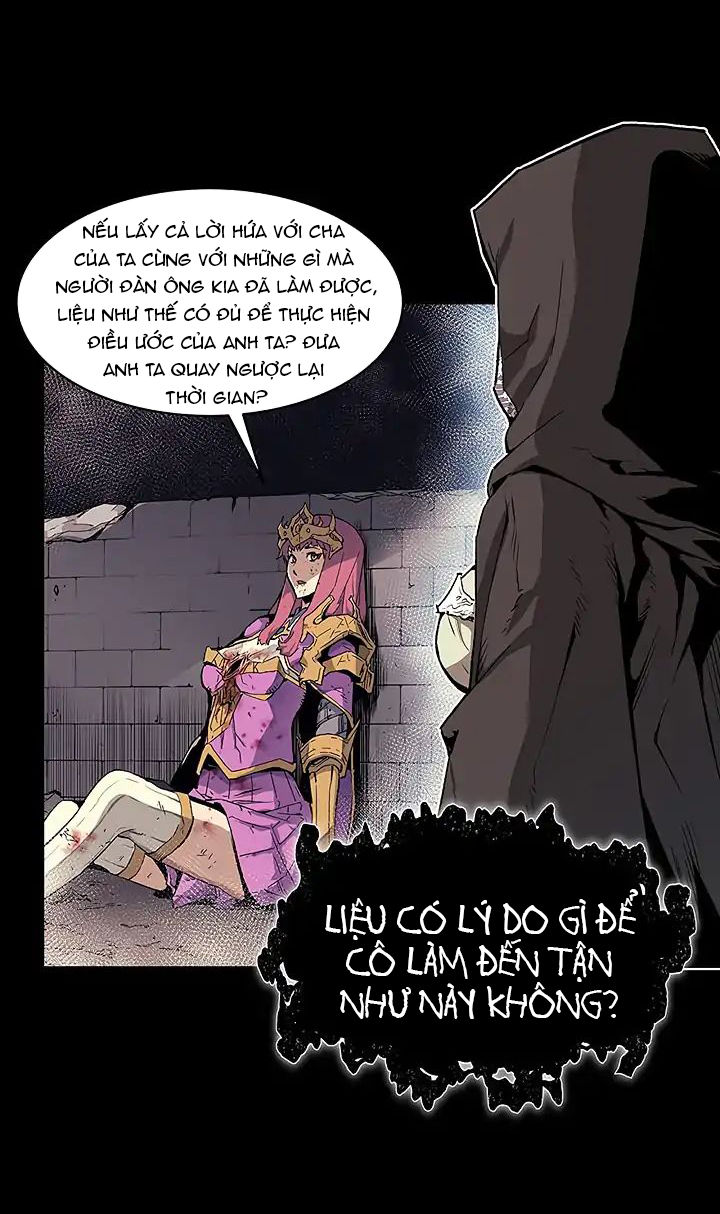 NẾU LẤY CẢ LỜI HỨA VỚI CHA
CỦA TA CÙNG VỚI NHỮNG GÌ MÀ
NGƯỜI ĐÀN ÔNG KIA ĐÃ LÀM ĐƯỢC,
LIỆU NHƯ THẾ CÓ ĐỦ ĐỂ THỰC HIỆN
ĐIỀU ƯỚC CỦA ANH TA? ĐƯA
ANH TA QUAY NGƯỢC LẠI
THỜI GIAN?
LIỆU CÓ LÝ DO GÌ ĐỂ
CÔ LÀM ĐẾN TẬN
NHƯ NÀY KHÔNG?